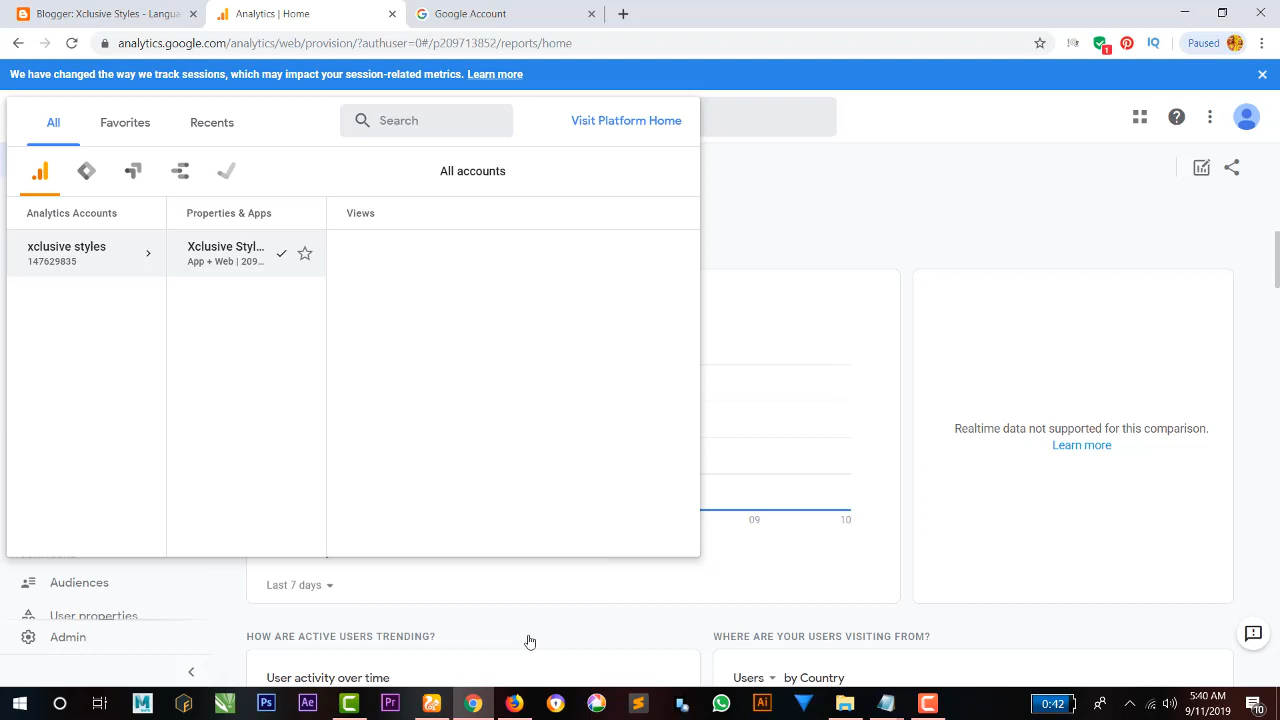 Blogger: Xclusive Styles - Langua
Analytics | Home
Google Account
analytics.google.com/analytics/web/provision/?authuser=0#/p207713852/reports/home
Paused
We have changed the way we track sessions, which may impact your session-related metrics. Learn more
All
Favorites
Recents
Search
Visit Platform Home
All accounts
Analytics Accounts
Properties & Apps
Views
xclusive styles
147629835
Xclusive Styl...
App + Web | 209...
Realtime data not supported for this comparison.
Learn more
09
10
Last 7 days
Audiences
User properties
Admin
HOW ARE ACTIVE USERS TRENDING?
WHERE ARE YOUR USERS VISITING FROM?
User activity over time
Users by Country
0:42
5:40 AM
9/11/2019
10